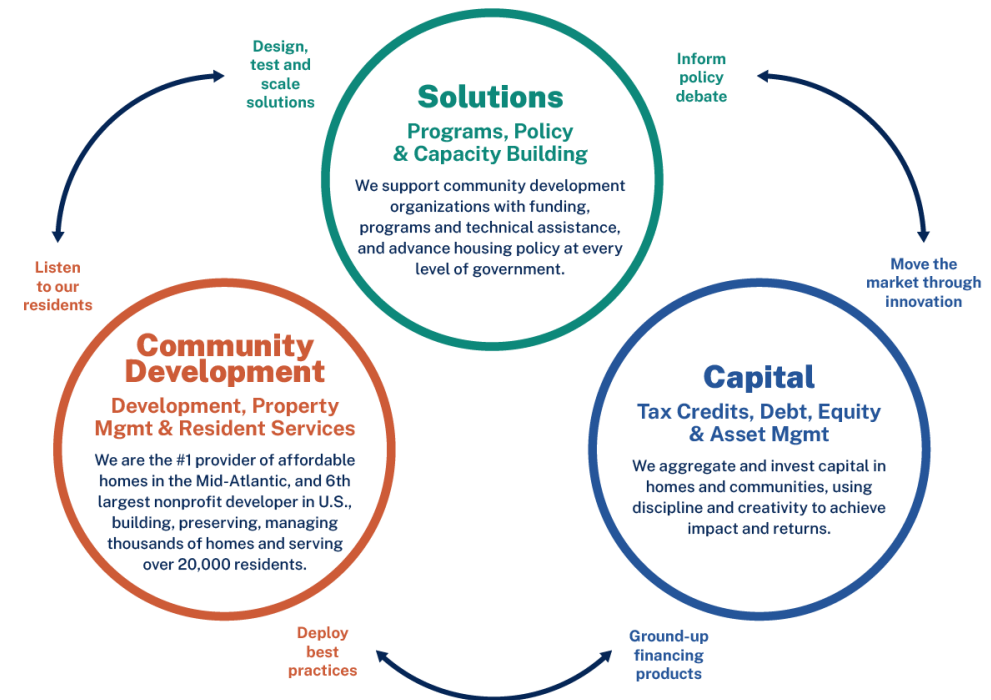 Design,
test and
scale
solutions
Inform
policy
debate
Solutions
Programs, Policy
& Capacity Building
We support community development
organizations with funding,
programs and technical assistance,
and advance housing policy at every
level of government.
Listen
to our
residents
Move the
market through
innovation
Community
Development
Development, Property
Mgmt & Resident Services
We are the #1 provider of affordable
homes in the Mid-Atlantic, and 6th
largest nonprofit developer in U.S.,
building, preserving, managing
thousands of homes and serving
over 20,000 residents.
Capital
Tax Credits, Debt, Equity
& Asset Mgmt
We aggregate and invest capital in
homes and communities, using
discipline and creativity to achieve
impact and returns.
Deploy
best
practices
Ground-up
financing
products